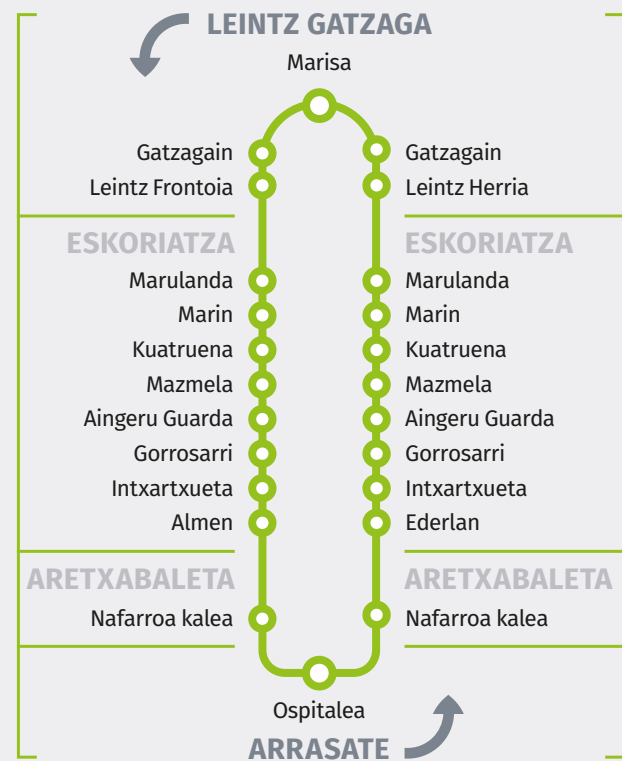 LEINTZ GATZAGA
Marisa
Gatzagain
Leintz Frontoia
ESKORIATZA
Marulanda
Marin
Kuatruena
Mazmela
Aingeru Guarda
Gorrosarri
Intxartxueta
Almen
ARETXABALETA
Nafarroa kalea
Gatzagain
Leintz Herria
ESKORIATZA
Marulanda
Marin
Kuatruena
Mazmela
Aingeru Guarda
Gorrosarri
Intxartxueta
Ederlan
ARETXABALETA
Nafarroa kalea
Ospitalea
ARRASATE